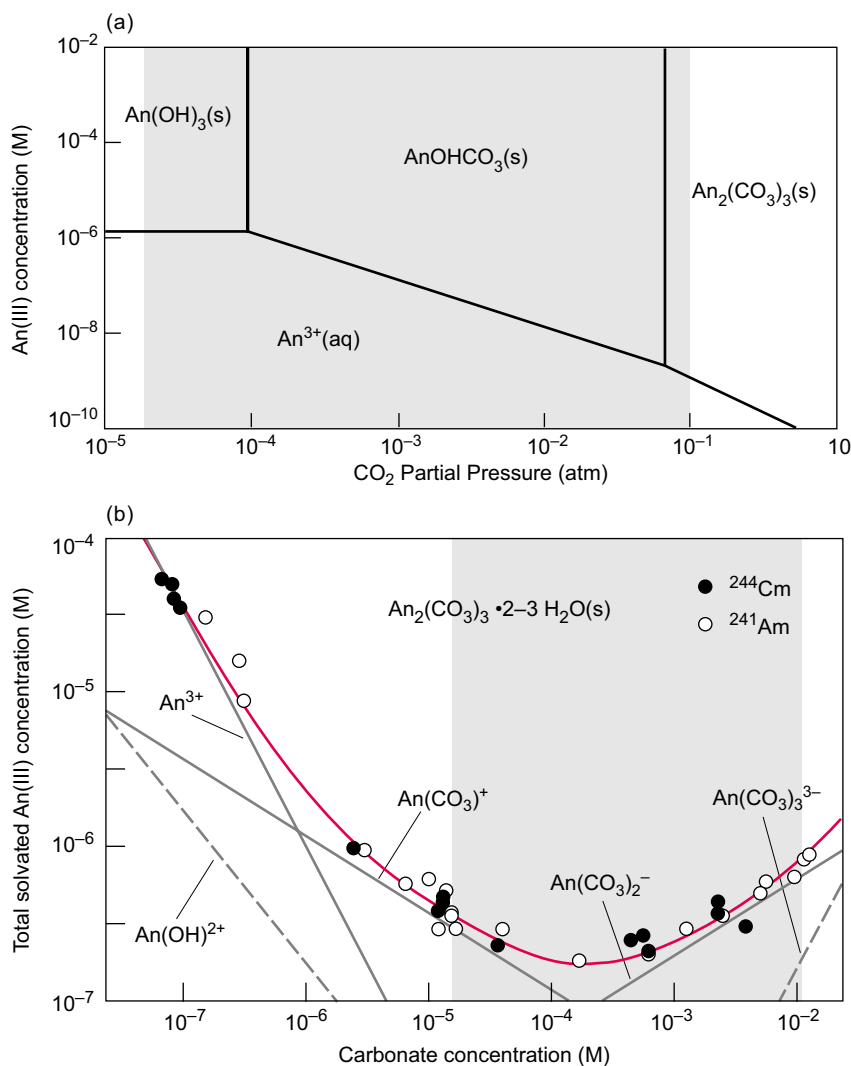 (a)
10⁻²
10⁻⁴
10⁻⁶
10⁻⁸
10⁻¹⁰
An(III) concentration (M)
An(OH)₃(s)
AnOHCO₃(s)
An₂(CO₃)₃(s)
An³⁺(aq)
10⁻⁵ 10⁻⁴ 10⁻³ 10⁻² 10⁻¹ 10
CO₂ Partial Pressure (atm)
(b)
10⁻⁴
10⁻⁵
10⁻⁶
10⁻⁷
Total solvated An(III) concentration (M)
An₂(CO₃)₃ •2–3 H₂O(s)
²⁴⁴Cm
²⁴¹Am
An³⁺
An(CO₃)⁺
An(CO₃)₃³⁻
An(CO₃)₂⁻
An(OH)²⁺
10⁻⁷ 10⁻⁶ 10⁻⁵ 10⁻⁴ 10⁻³ 10⁻²
Carbonate concentration (M)